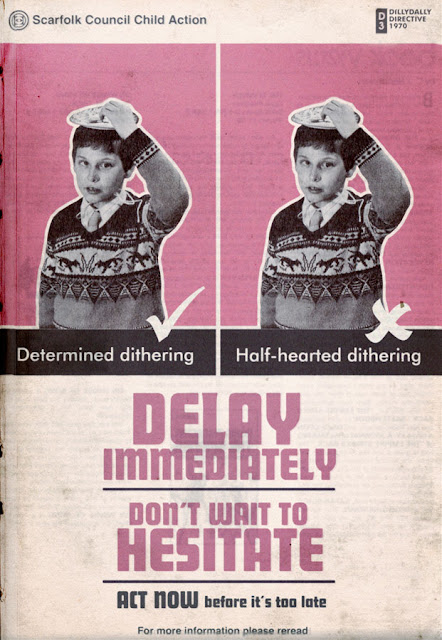 Scarfolk Council Child Action
D
3
DILLYDALLY
DIRECTIVE
1970
Determined dithering
Half-hearted dithering
DELAY
IMMEDIATELY
DON'T WAIT TO
HESITATE
ACT NOW before it's too late
For more information please reread